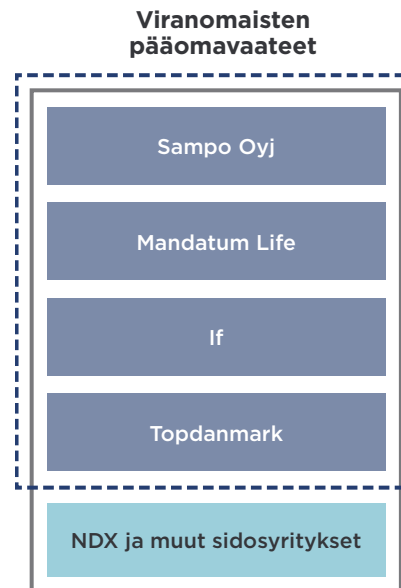 Viranomaisten
pääomavaateet
Sampo Oyj
Mandatum Life
If
Topdanmark
NDX ja muut sidosyritykset